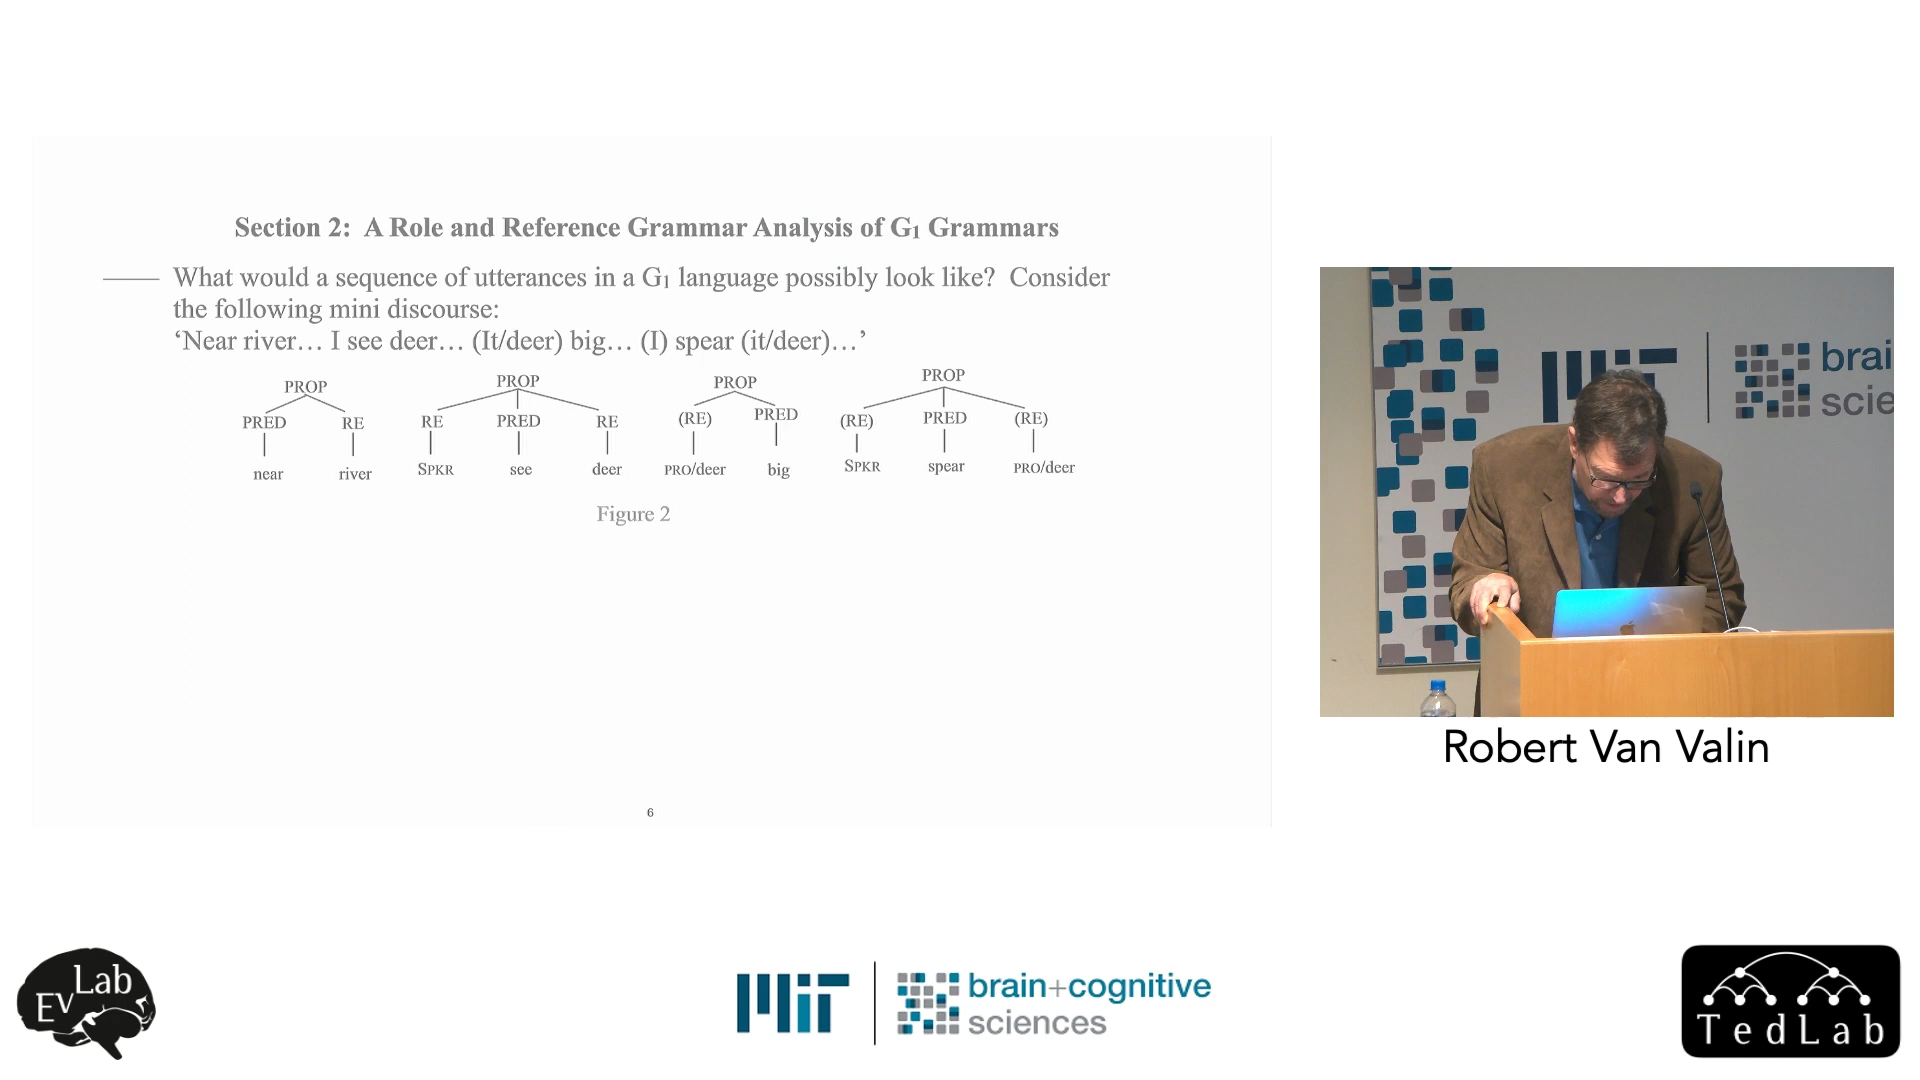 Section 2: A Role and Reference Grammar Analysis of G₁ Grammars
What would a sequence of utterances in a G₁ language possibly look like? Consider
the following mini discourse:
‘Near river… I see deer… (It/deer) big… (I) spear (it/deer)…’
PROP PROP PROP PROP
PRED RE RE PRED RE (RE) PRED (RE) PRED (RE)
near river SPKR see deer PRO/deer big SPKR spear PRO/deer
Figure 2
6
MIT brai
scie
Robert Van Valin
EV Lab
MIT brain+cognitive
sciences
TedLab